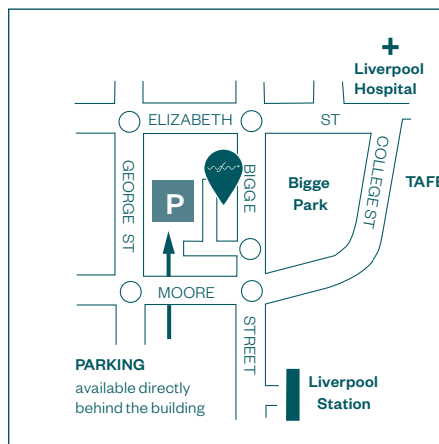 Liverpool
Hospital
ELIZABETH ST
GEORGE ST
P
BIGGE
Bigge
Park
COLLEGE ST
TAFE
MOORE
STREET
PARKING
available directly
behind the building
Liverpool
Station